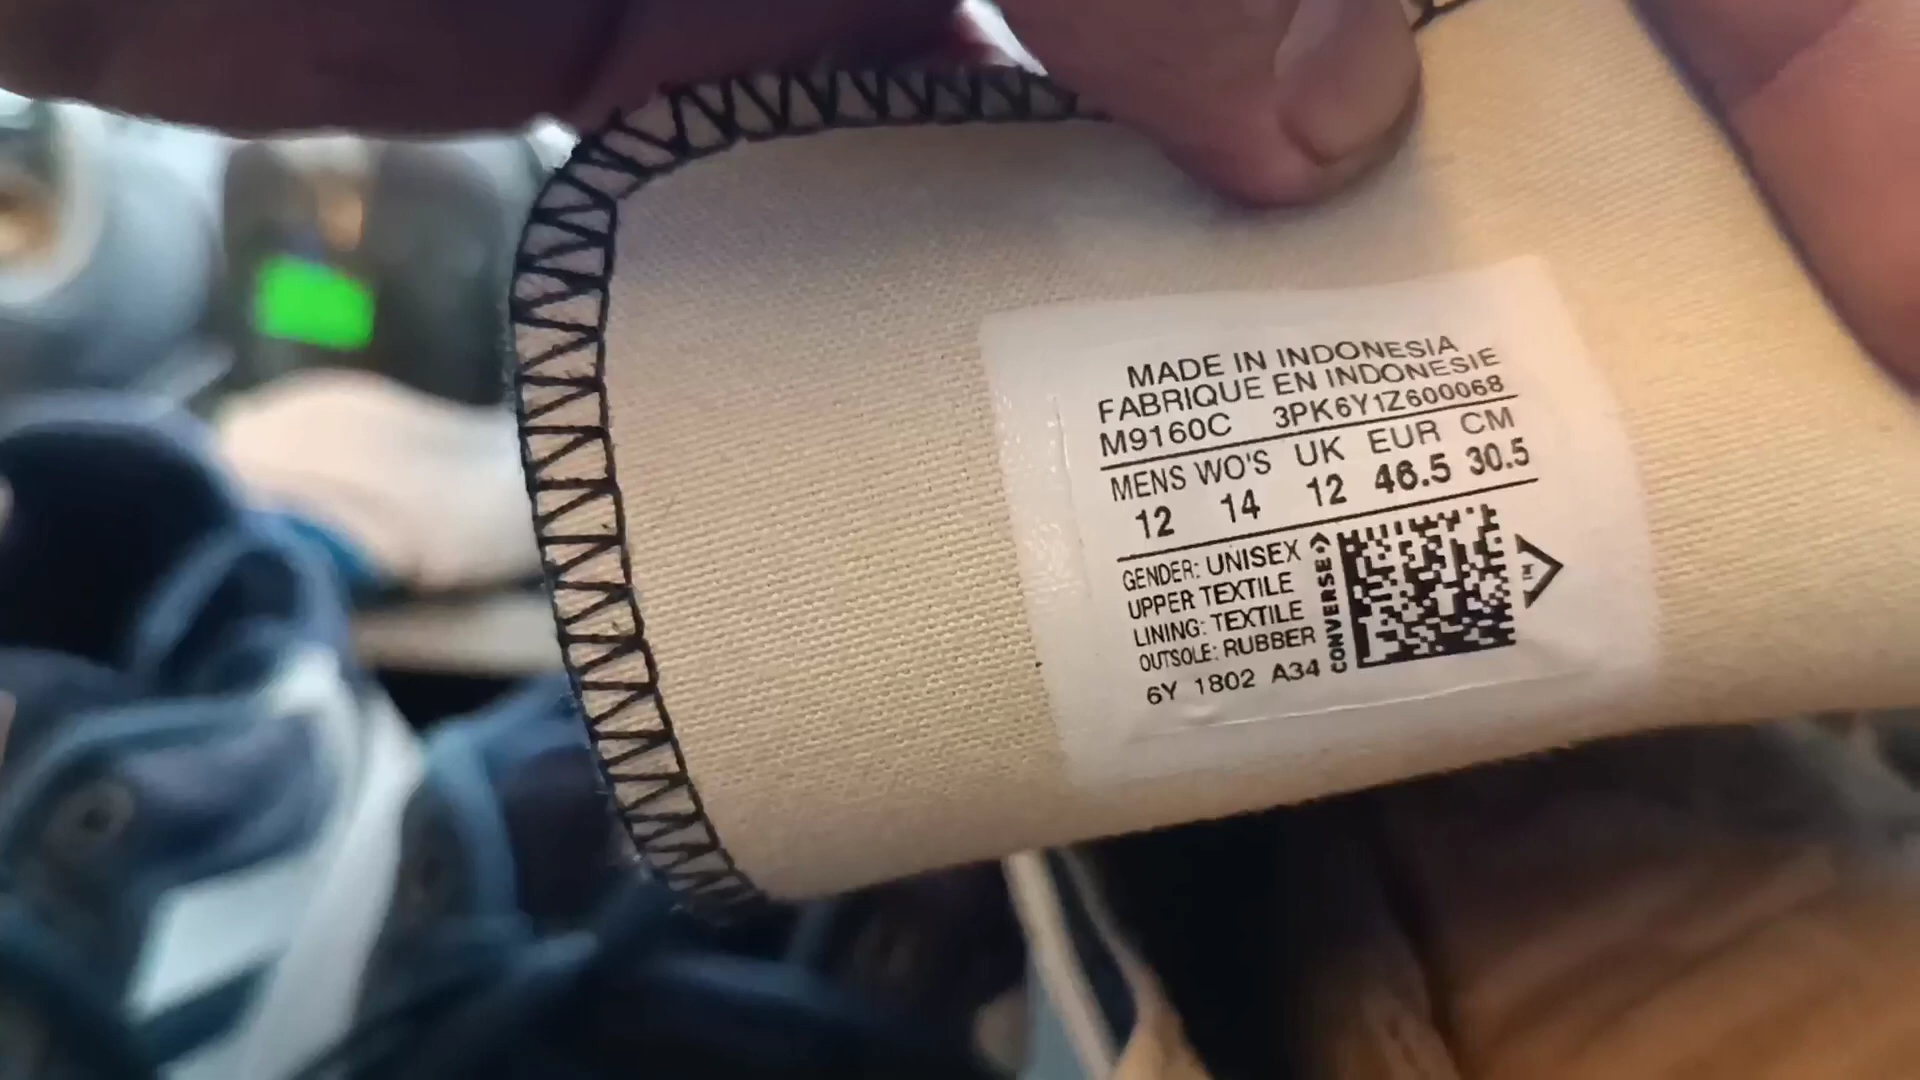 MADE IN INDONESIA
FABRIQUE EN INDONESIE
M9160C 3PK6Y1Z600068
MENS WO'S UK EUR CM
12 14 12 46.5 30.5
GENDER: UNISEX
UPPER TEXTILE
LINING: TEXTILE
OUTSOLE: RUBBER
6Y 1802 A34
CONVERSE